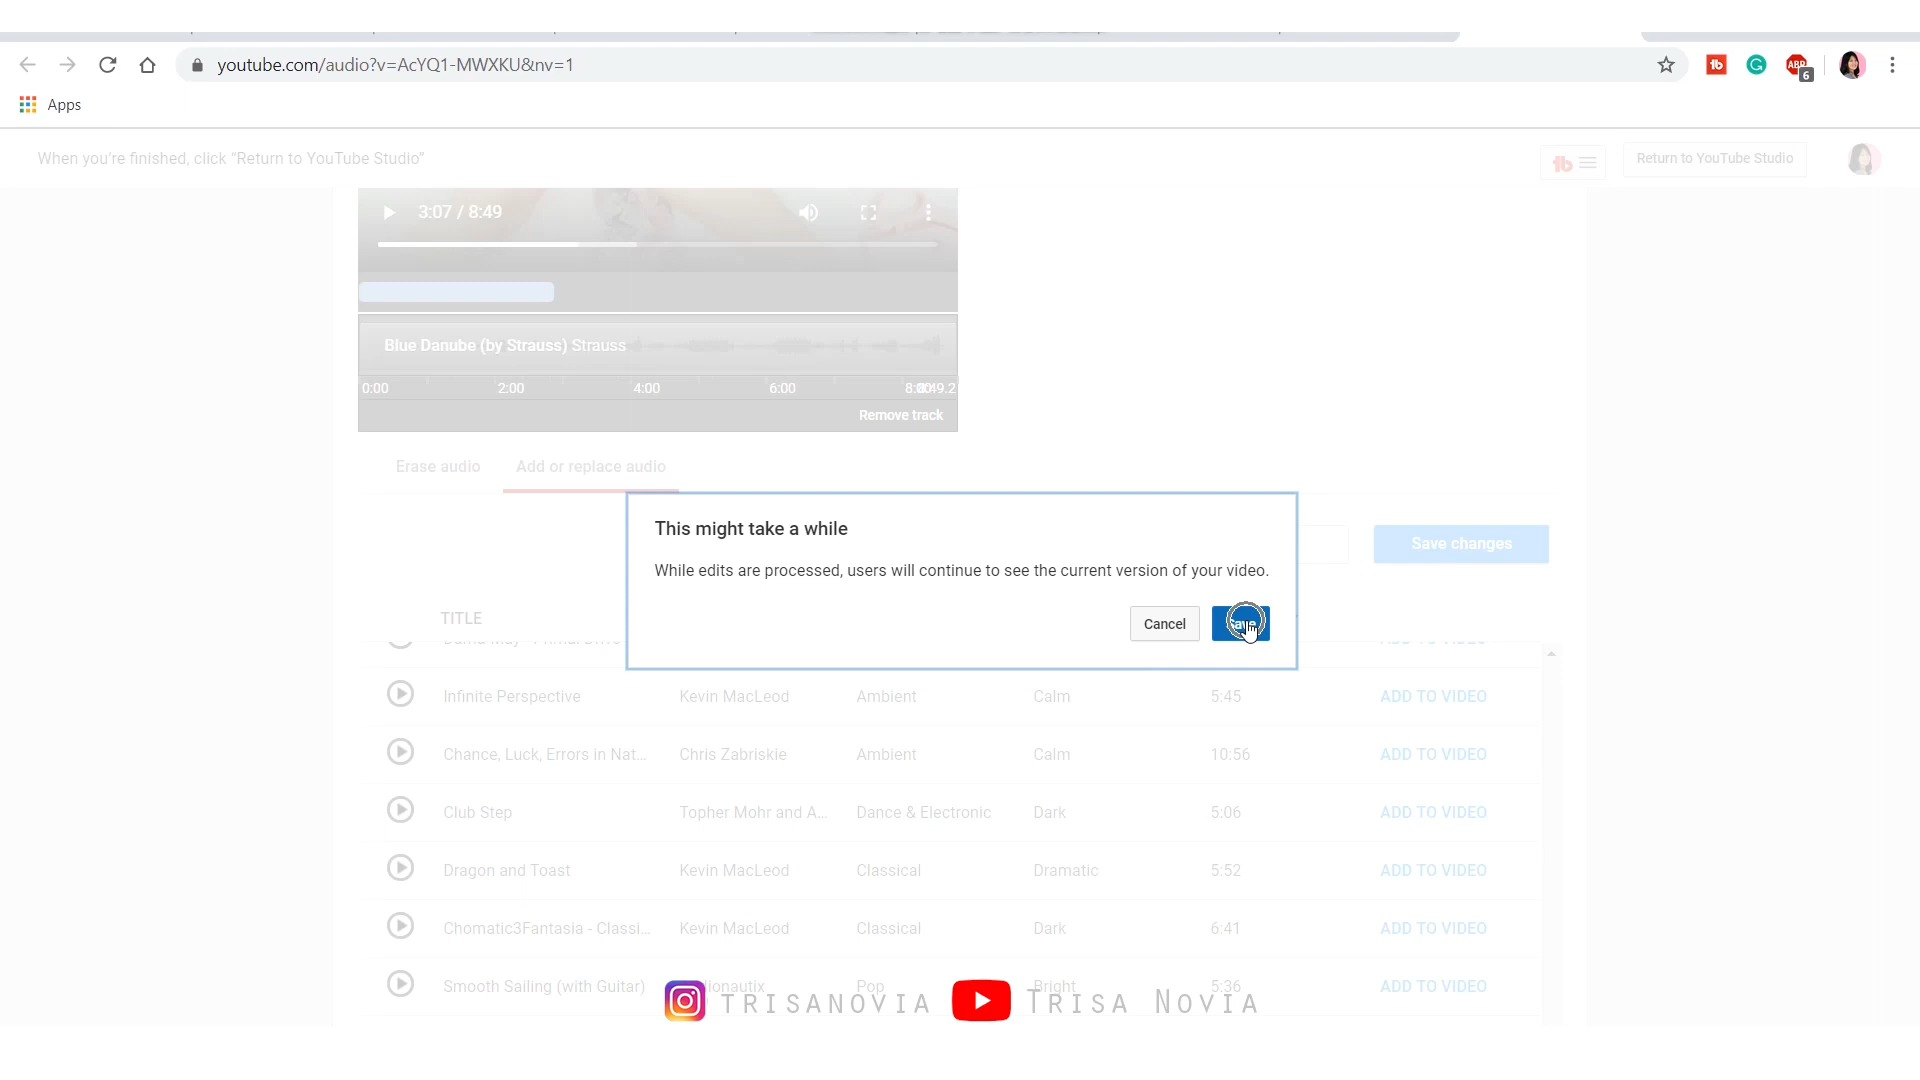 youtube.com/audio?v=AcYQ1-MWXKU&nv=1
ABP
6
Apps
When you're finished, click "Return to YouTube Studio"
Return to YouTube Studio
3:07 / 8:49
Blue Danube (by Strauss) Strauss
0:00 2:00 4:00 6:00
Remove track
Erase audio Add or replace audio
This might take a while
Save changes
While edits are processed, users will continue to see the current version of your video.
Cancel Save
TITLE
Infinite Perspective Kevin MacLeod Ambient Calm 5:45 ADD TO VIDEO
Chance, Luck, Errors in Nat... Chris Zabriskie Ambient Calm 10:56 ADD TO VIDEO
Club Step Topher Mohr and A... Dance & Electronic Dark 5:06 ADD TO VIDEO
Dragon and Toast Kevin MacLeod Classical Dramatic 5:52 ADD TO VIDEO
Chomatic3Fantasia - Classi... Kevin MacLeod Classical Dark 6:41 ADD TO VIDEO
Smooth Sailing (with Guitar) Pop Bright 5:36 ADD TO VIDEO
TRISANOVIA TRISA NOVIA